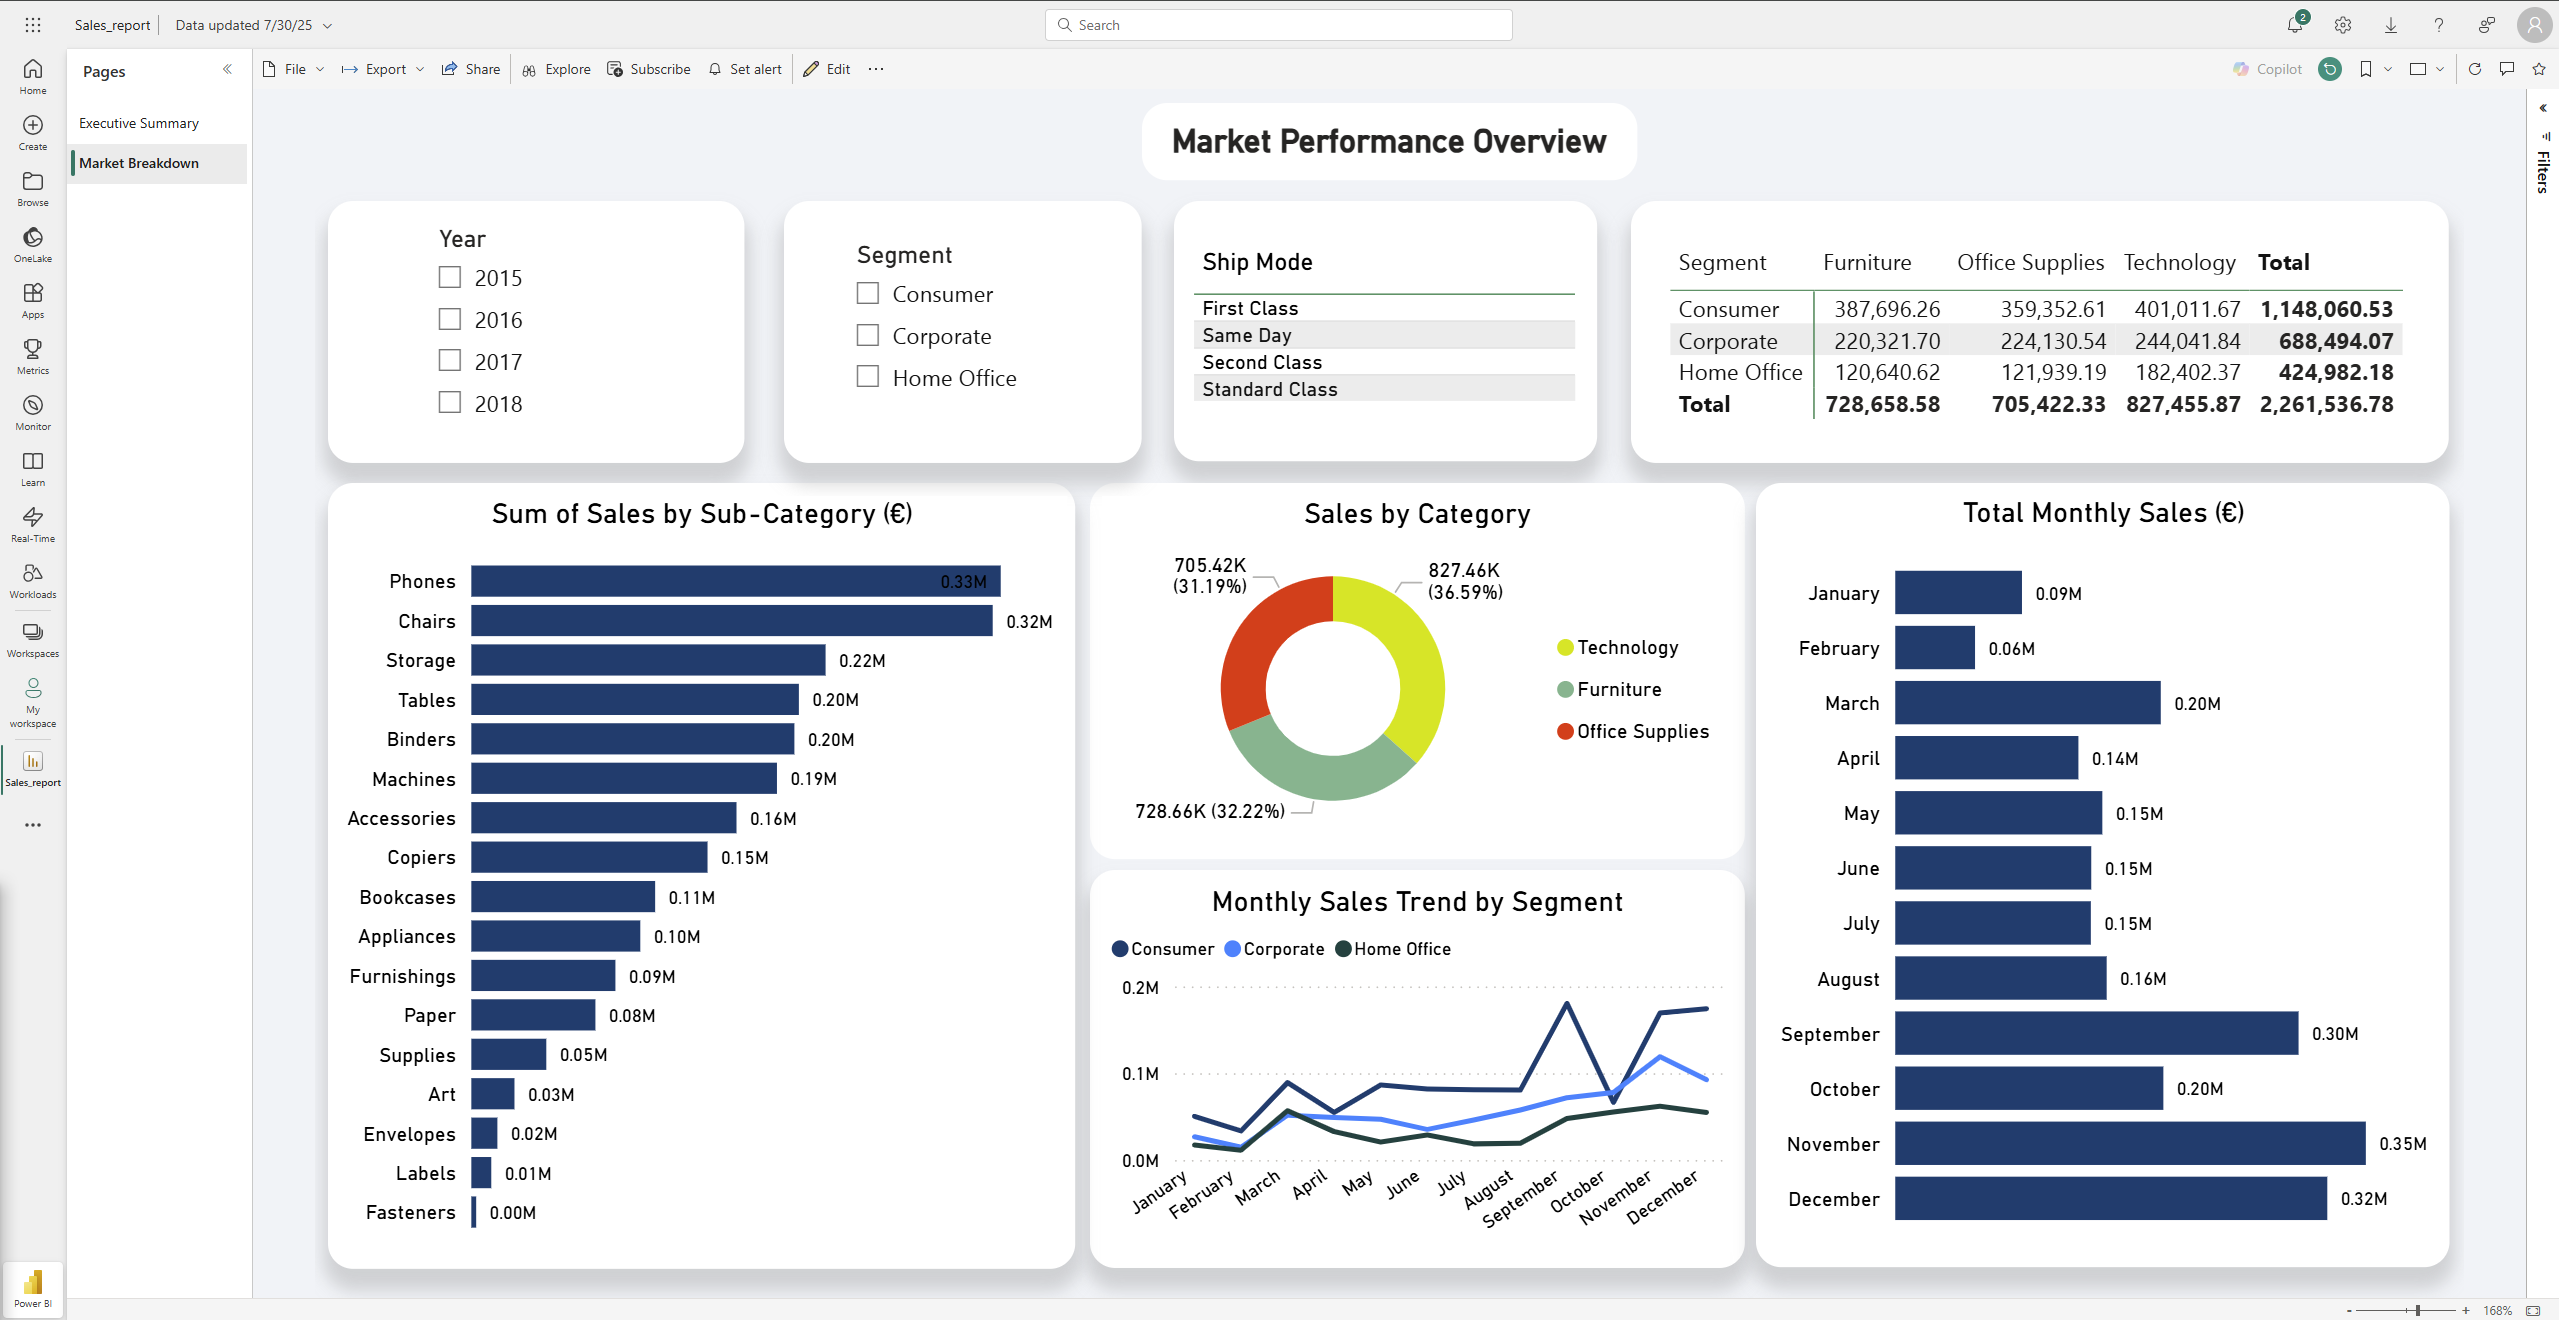 Sales_report
Data updated 7/30/25
Search
2
Home
Create
Browse
OneLake
Apps
Metrics
Monitor
Learn
Real-Time
Workloads
Workspaces
My
workspace
Sales_report
Power BI
Pages
Executive Summary
Market Breakdown
File
Export
Share
Explore
Subscribe
Set alert
Edit
Copilot
Filters
Market Performance Overview
Year
2015
2016
2017
2018
Segment
Consumer
Corporate
Home Office
Ship Mode
First Class
Same Day
Second Class
Standard Class
Segment Furniture Office Supplies Technology Total
Consumer 387,696.26 359,352.61 401,011.67 1,148,060.53
Corporate 220,321.70 224,130.54 244,041.84 688,494.07
Home Office 120,640.62 121,939.19 182,402.37 424,982.18
Total 728,658.58 705,422.33 827,455.87 2,261,536.78
Sum of Sales by Sub-Category (€)
Phones 0.33M
Chairs 0.32M
Storage 0.22M
Tables 0.20M
Binders 0.20M
Machines 0.19M
Accessories 0.16M
Copiers 0.15M
Bookcases 0.11M
Appliances 0.10M
Furnishings 0.09M
Paper 0.08M
Supplies 0.05M
Art 0.03M
Envelopes 0.02M
Labels 0.01M
Fasteners 0.00M
Sales by Category
705.42K
(31.19%)
827.46K
(36.59%)
728.66K (32.22%)
Technology
Furniture
Office Supplies
Monthly Sales Trend by Segment
Consumer Corporate Home Office
0.2M
0.1M
0.0M
January
February
March
April
May
June
July
August
September
October
November
December
Total Monthly Sales (€)
January 0.09M
February 0.06M
March 0.20M
April 0.14M
May 0.15M
June 0.15M
July 0.15M
August 0.16M
September 0.30M
October 0.20M
November 0.35M
December 0.32M
- + 168%